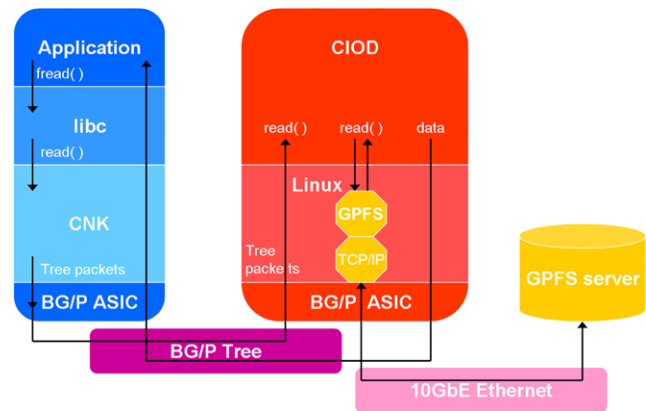 Application
fread( )
libc
read( )
CNK
Tree packets
BG/P ASIC
CIOD
read( )
read( )
data
Linux
GPFS
TCP/IP
Tree
packets
BG/P ASIC
GPFS server
BG/P Tree
10GbE Ethernet